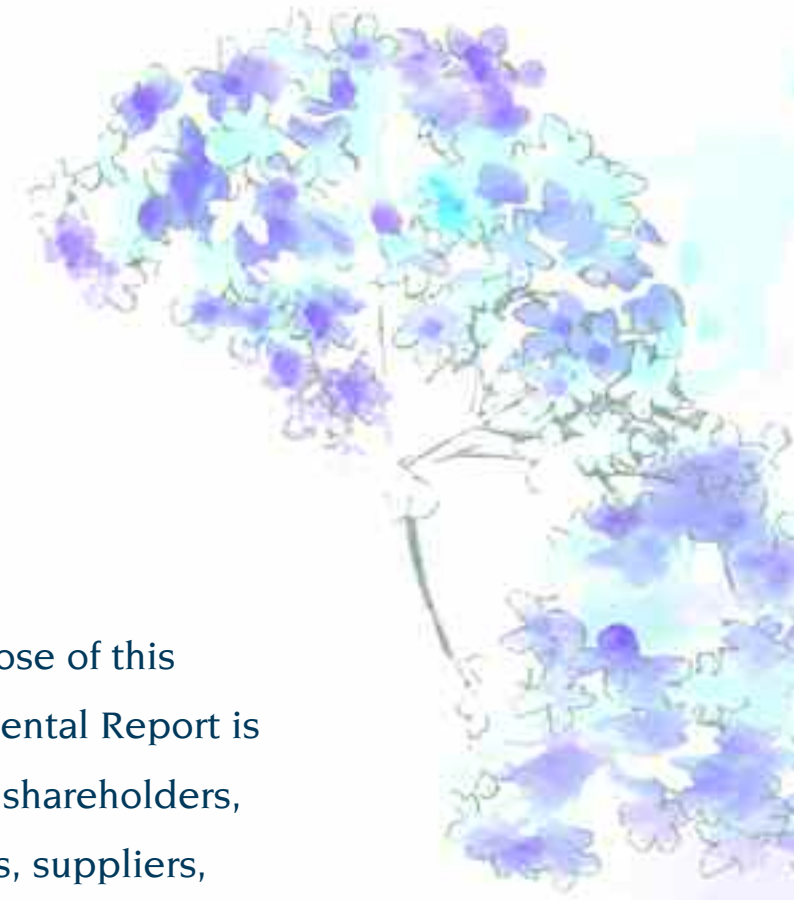 ose of this
ental Report is
shareholders,
s, suppliers,